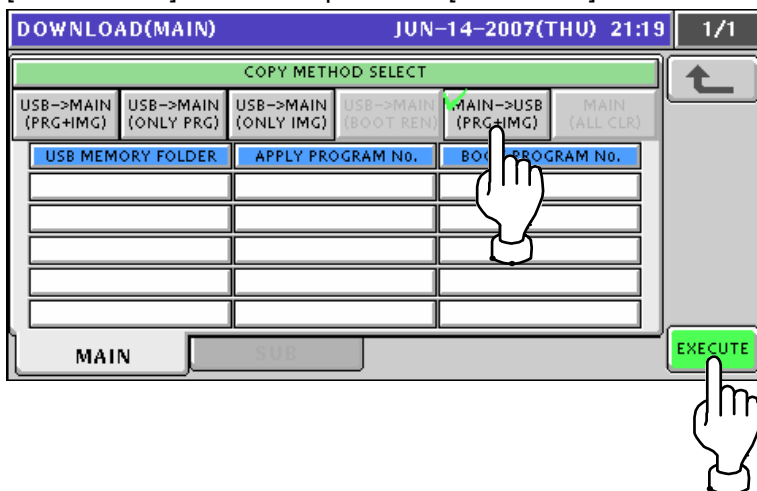 DOWNLOAD(MAIN) JUN-14-2007(THU) 21:19 1/1
COPY METHOD SELECT
USB->MAIN (PRG+IMG)
USB->MAIN (ONLY PRG)
USB->MAIN (ONLY IMG)
USB->MAIN (BOOT REN)
MAIN->USB (PRG+IMG)
MAIN (ALL CLR)
USB MEMORY FOLDER APPLY PROGRAM No. BOOT PROGRAM No.
MAIN SUB
EXECUTE